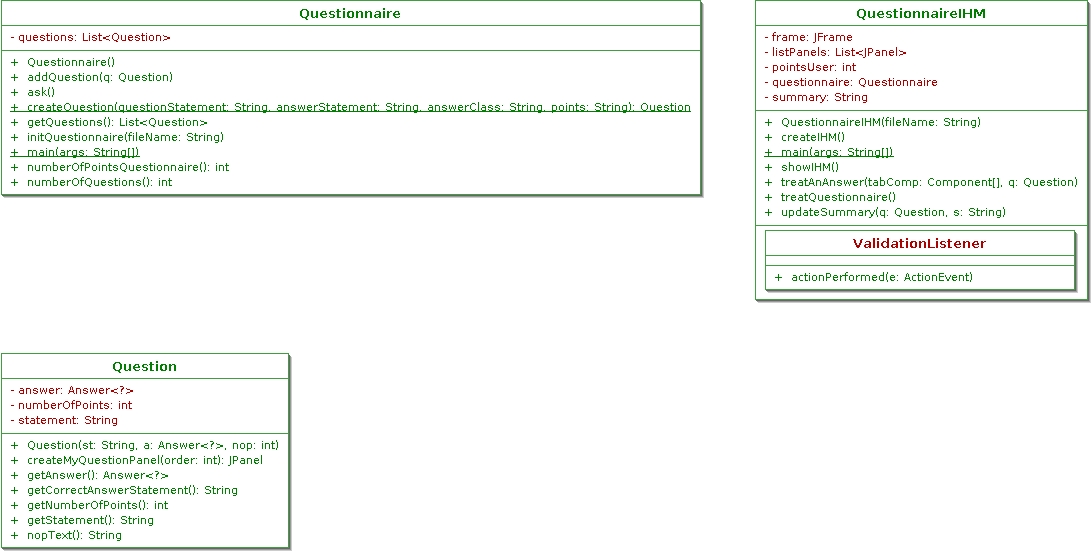 Questionnaire
- questions: List<Question>
+ Questionnaire()
+ addQuestion(q: Question)
+ ask()
+ createQuestion(questionStatement: String, answerStatement: String, answerClass: String, points: String): Question
+ getQuestions(): List<Question>
+ initQuestionnaire(fileName: String)
+ main(args: String[])
+ numberOfPointsQuestionnaire(): int
+ numberOfQuestions(): int
QuestionnaireIHM
- frame: JFrame
- listPanels: List<JPanel>
- pointsUser: int
- questionnaire: Questionnaire
- summary: String
+ QuestionnaireIHM(fileName: String)
+ createIHM()
+ main(args: String[])
+ showIHM()
+ treatAnAnswer(tabComp: Component[], q: Question)
+ treatQuestionnaire()
+ updateSummary(q: Question, s: String)
ValidationListener
+ actionPerformed(e: ActionEvent)
Question
- answer: Answer<?>
- numberOfPoints: int
- statement: String
+ Question(st: String, a: Answer<?>, nop: int)
+ createMyQuestionPanel(order: int): JPanel
+ getAnswer(): Answer<?>
+ getCorrectAnswerStatement(): String
+ getNumberOfPoints(): int
+ getStatement(): String
+ nopText(): String